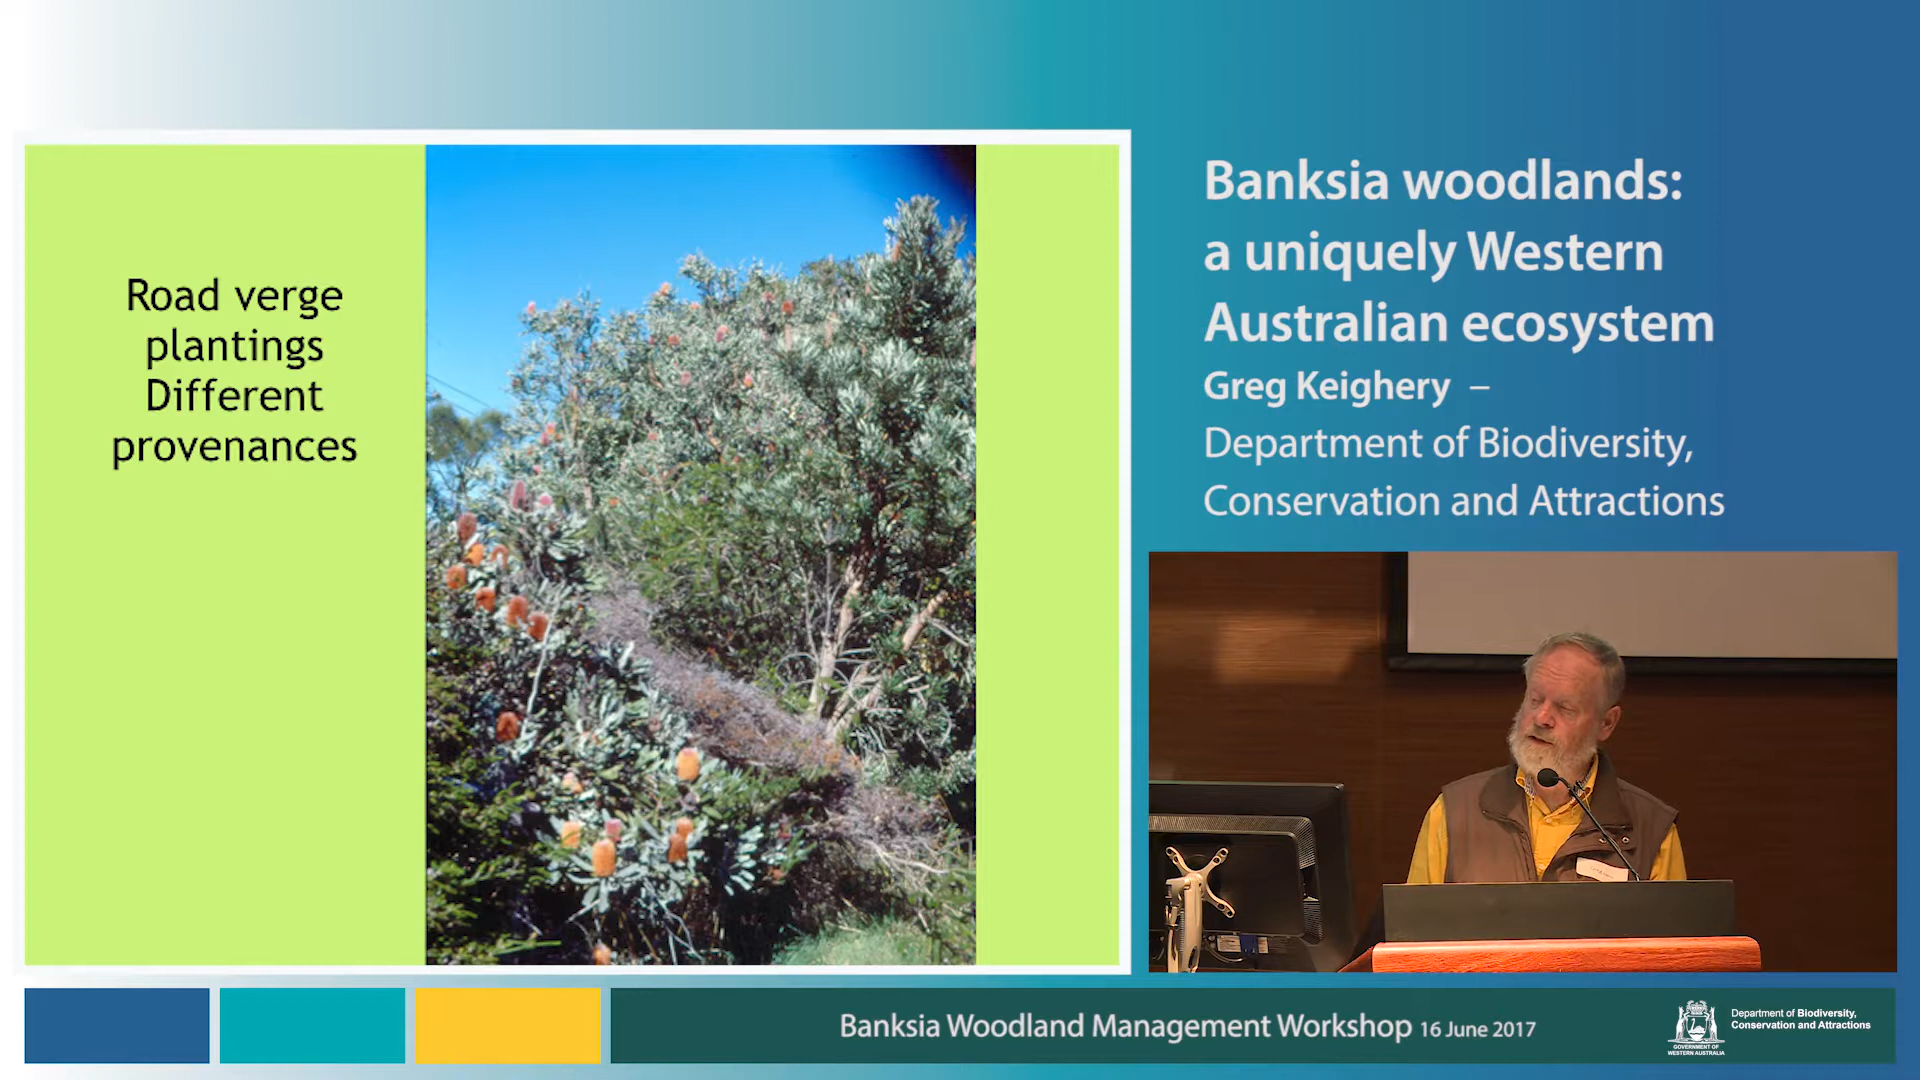 Road verge
plantings
Different
provenances
Banksia woodlands:
a uniquely Western
Australian ecosystem
Greg Keighery –
Department of Biodiversity,
Conservation and Attractions
Banksia Woodland Management Workshop 16 June 2017
GOVERNMENT OF
WESTERN AUSTRALIA
Department of Biodiversity,
Conservation and Attractions